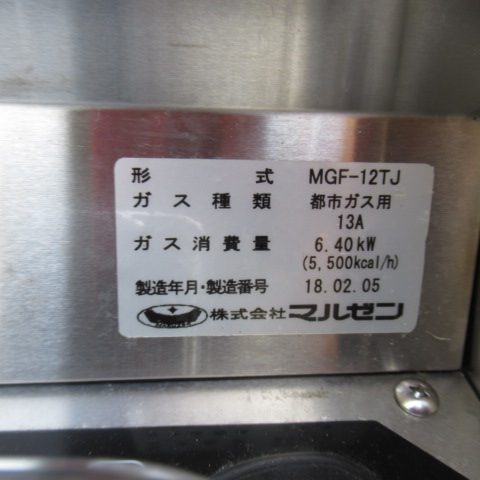 形式 MGF-12TJ
ガス種類 都市ガス用
13A
ガス消費量 6.40kW
(5,500kcal/h)
製造年月・製造番号 18.02.05
株式会社マルゼン